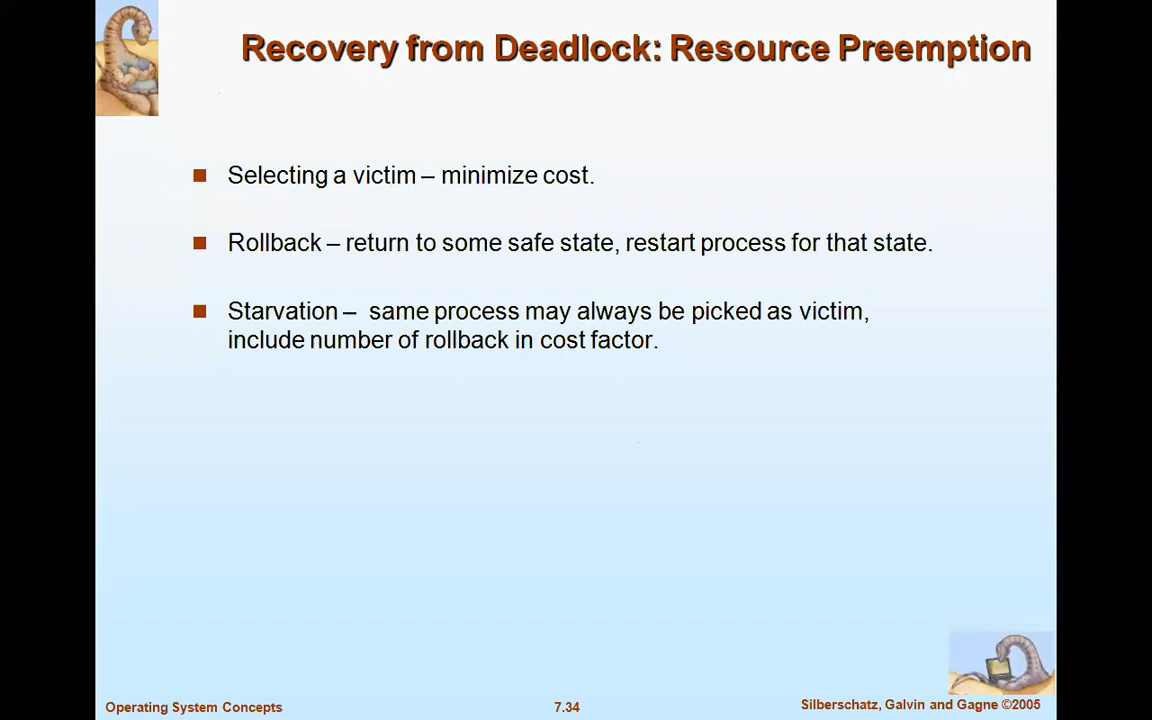 Recovery from Deadlock: Resource Preemption
Selecting a victim – minimize cost.
Rollback – return to some safe state, restart process for that state.
Starvation –  same process may always be picked as victim,
include number of rollback in cost factor.
Operating System Concepts
7.34
Silberschatz, Galvin and Gagne ©2005